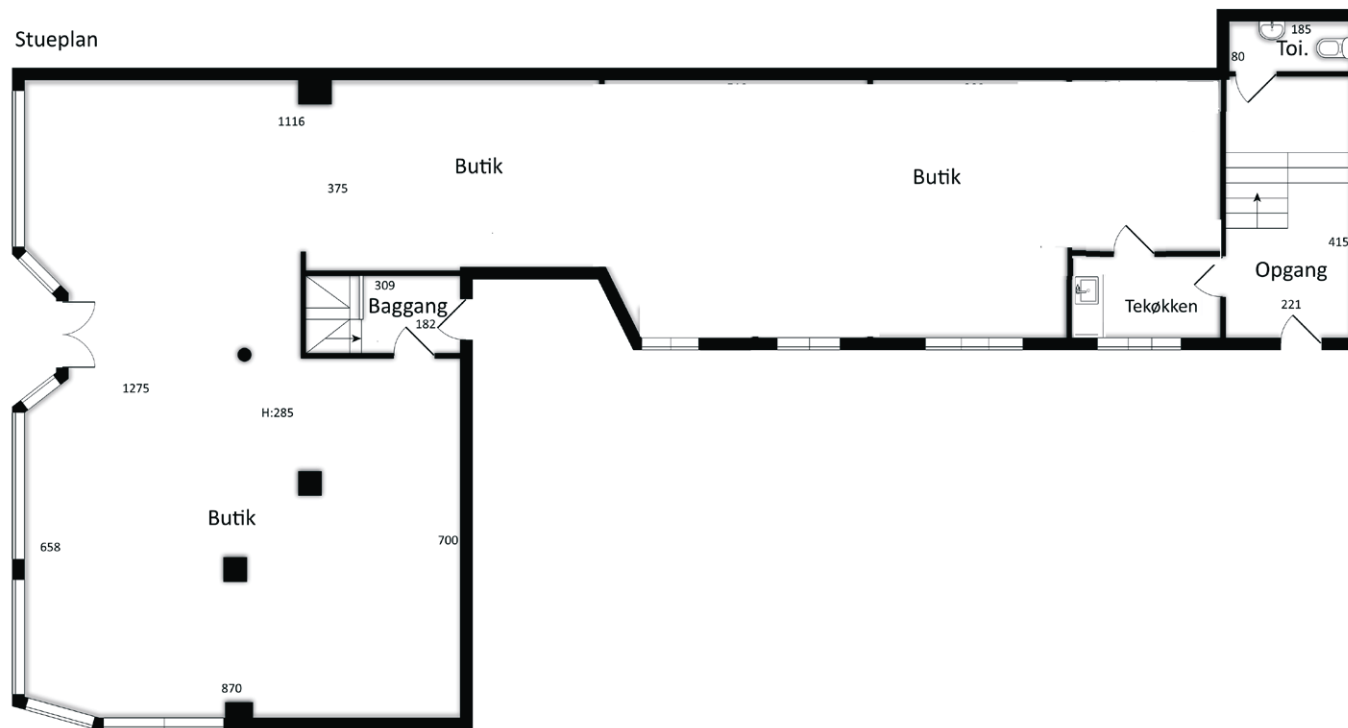 Stueplan
185
Toi.
80
1116
Butik
Butik
375
415
Opgang
309
Baggang
182
Tekøkken
221
1275
H:285
Butik
700
658
870